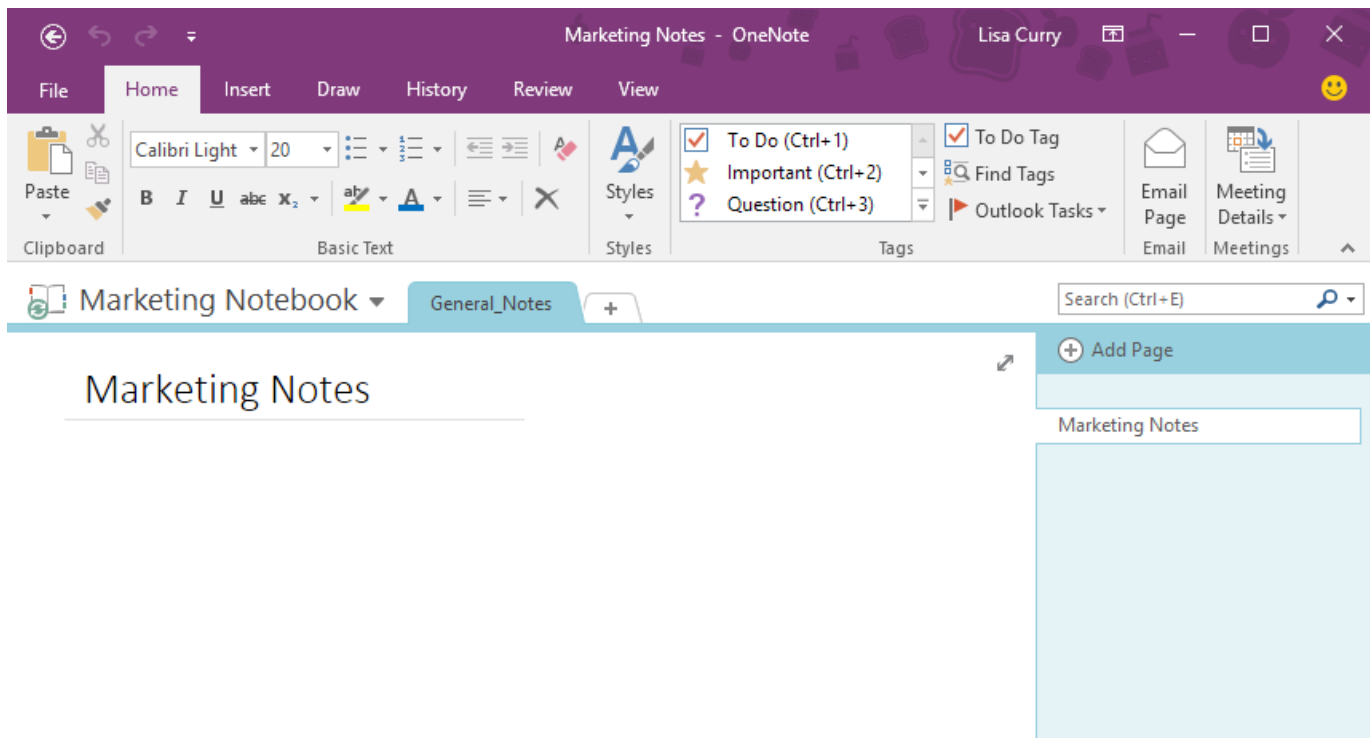 Marketing Notes - OneNote
Lisa Curry
File Home Insert Draw History Review View
Paste
Clipboard
Calibri Light 20
B I U abc x₂ aby A
Basic Text
Styles
Styles
To Do (Ctrl+1)
Important (Ctrl+2)
Question (Ctrl+3)
To Do Tag
Find Tags
Outlook Tasks
Tags
Email
Page
Email
Meeting
Details
Meetings
Marketing Notebook
General_Notes
+
Search (Ctrl+E)
Marketing Notes
Add Page
Marketing Notes